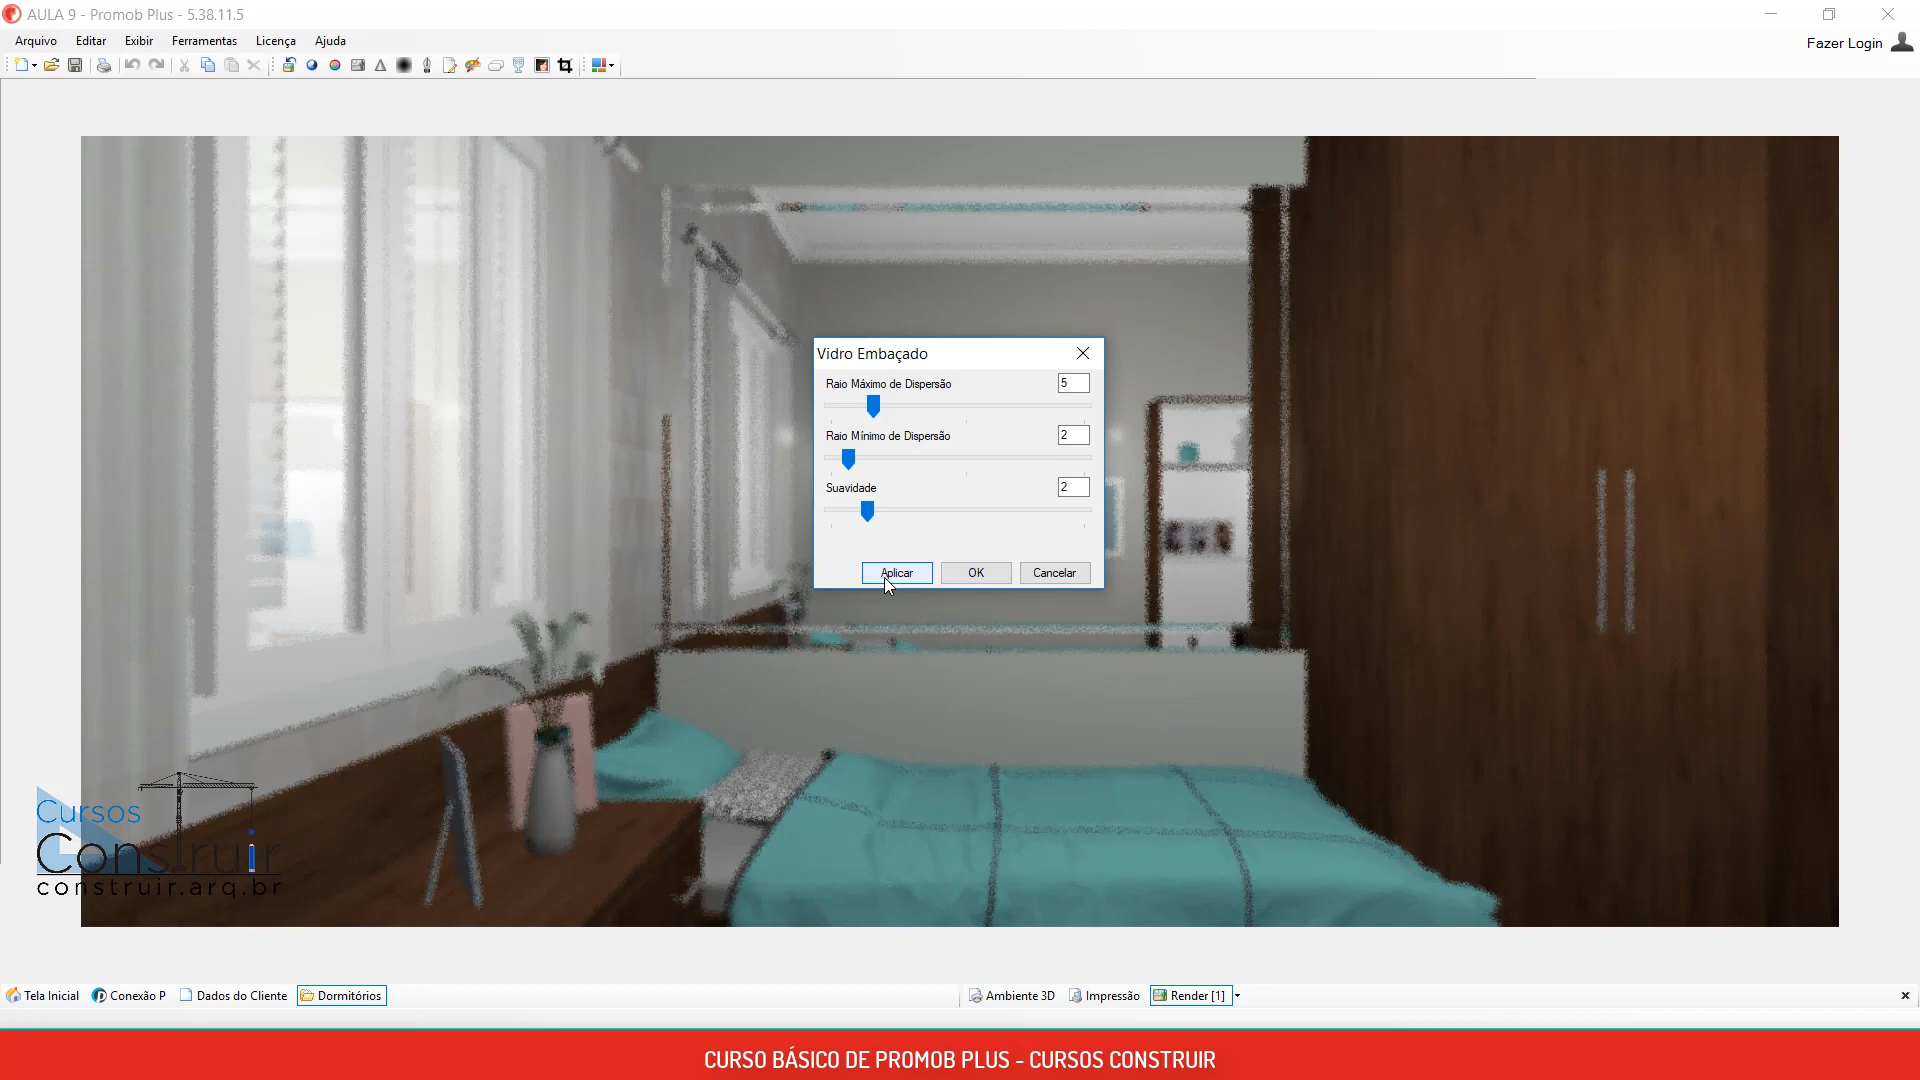 AULA 9 - Promob Plus - 5.38.11.5
Arquivo Editar Exibir Ferramentas Licença Ajuda
Fazer Login
Vidro Embaçado
Raio Máximo de Dispersão 5
Raio Mínimo de Dispersão 2
Suavidade 2
Aplicar OK Cancelar
Cursos
Construir
construir.arq.br
Tela Inicial Conexão P Dados do Cliente Dormitórios Ambiente 3D Impressão Render [1]
CURSO BÁSICO DE PROMOB PLUS - CURSOS CONSTRUIR